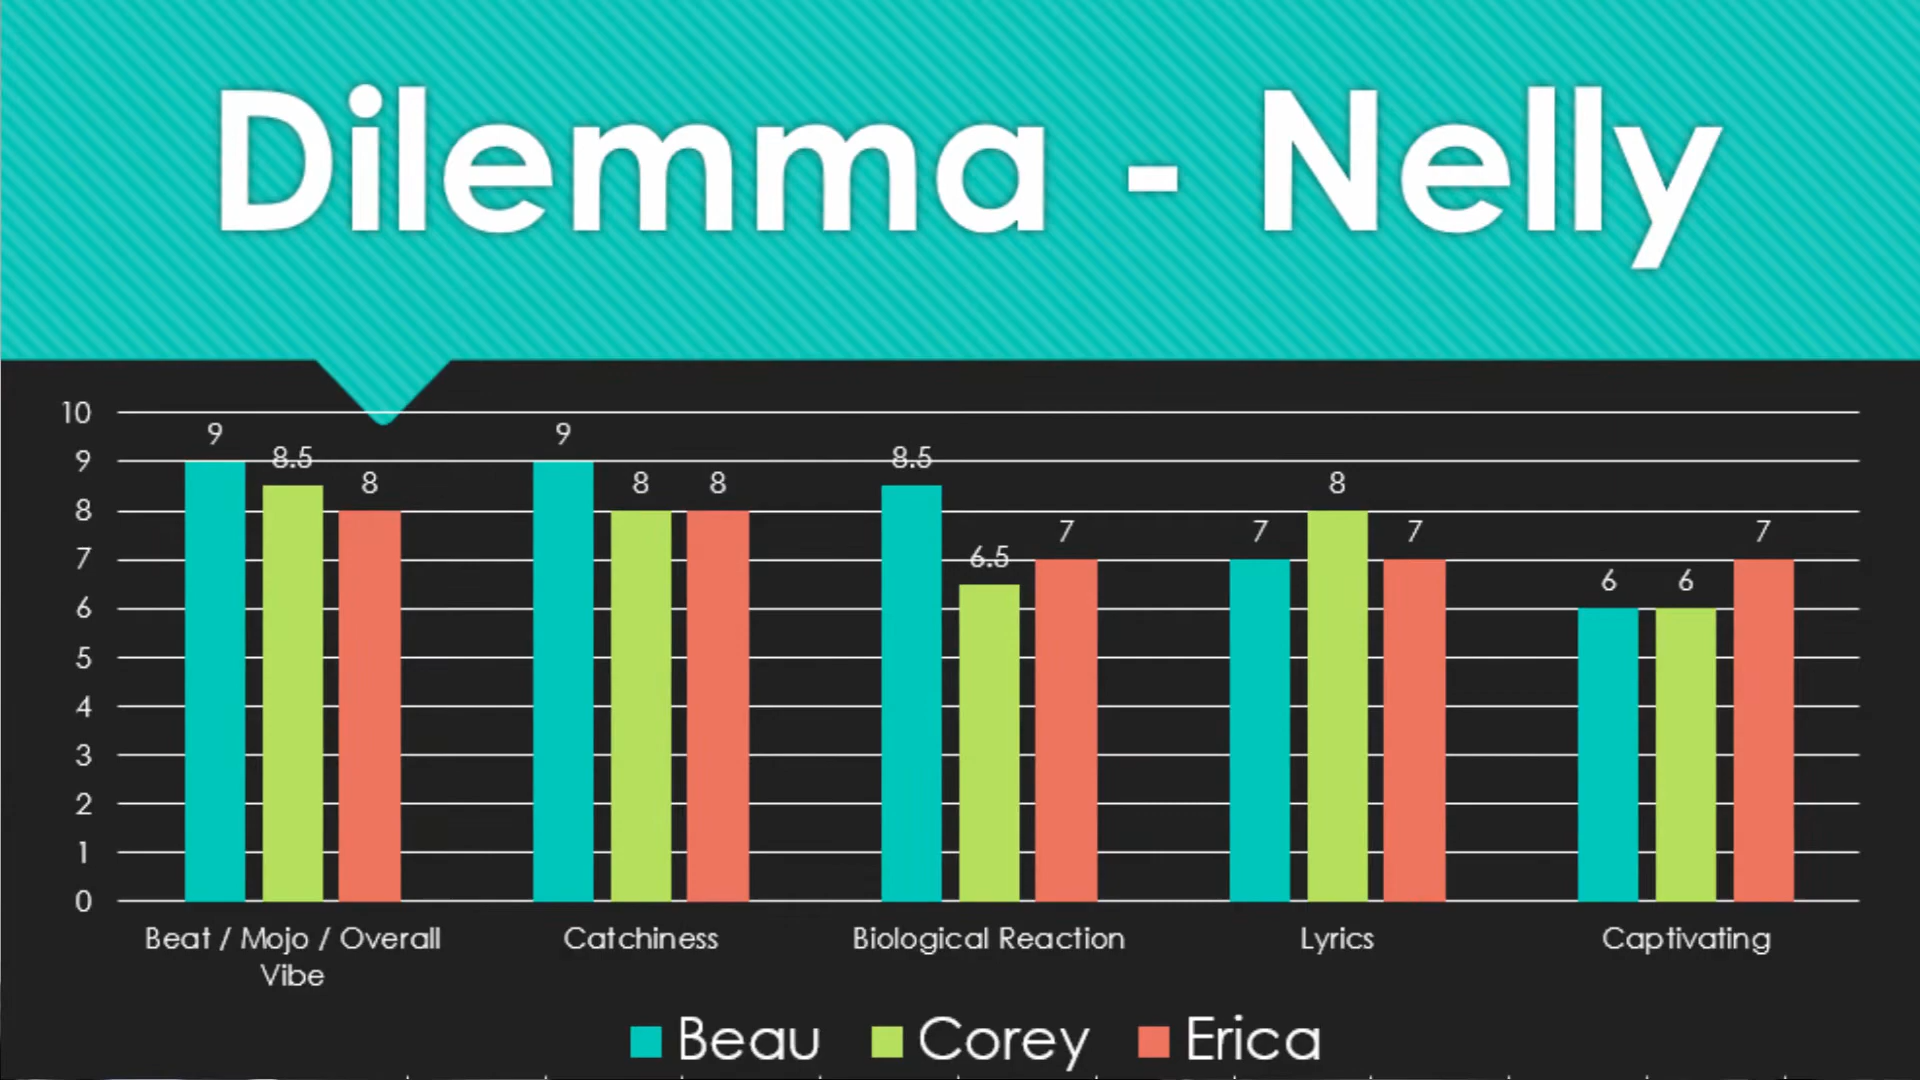 Dilemma - Nelly
10
9
8
7
6
5
4
3
2
1
0
9
8.5
8
9
8
8
8.5
6.5
7
7
8
7
6
6
7
Beat / Mojo / Overall
Vibe
Catchiness
Biological Reaction
Lyrics
Captivating
Beau
Corey
Erica